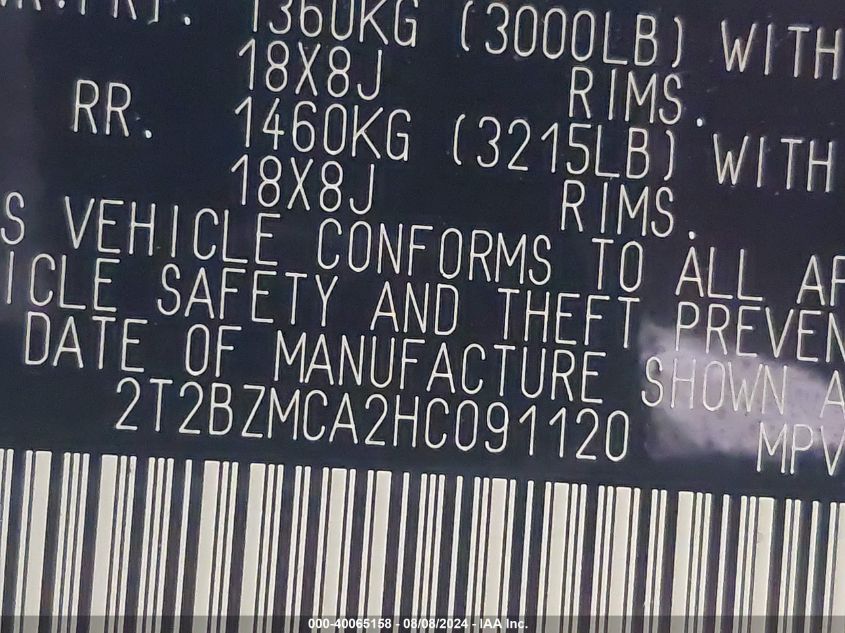 1360KG (3000LB) WITH
18X8J RIMS.
RR. 1460KG (3215LB) WITH
18X8J RIMS.
S VEHICLE CONFORMS TO ALL AP
ICLE SAFETY AND THEFT PREVEN
DATE OF MANUFACTURE SHOWN A
2T2BZMCA2HC091120 MPV
000-40065158 - 08/08/2024 - IAA Inc.